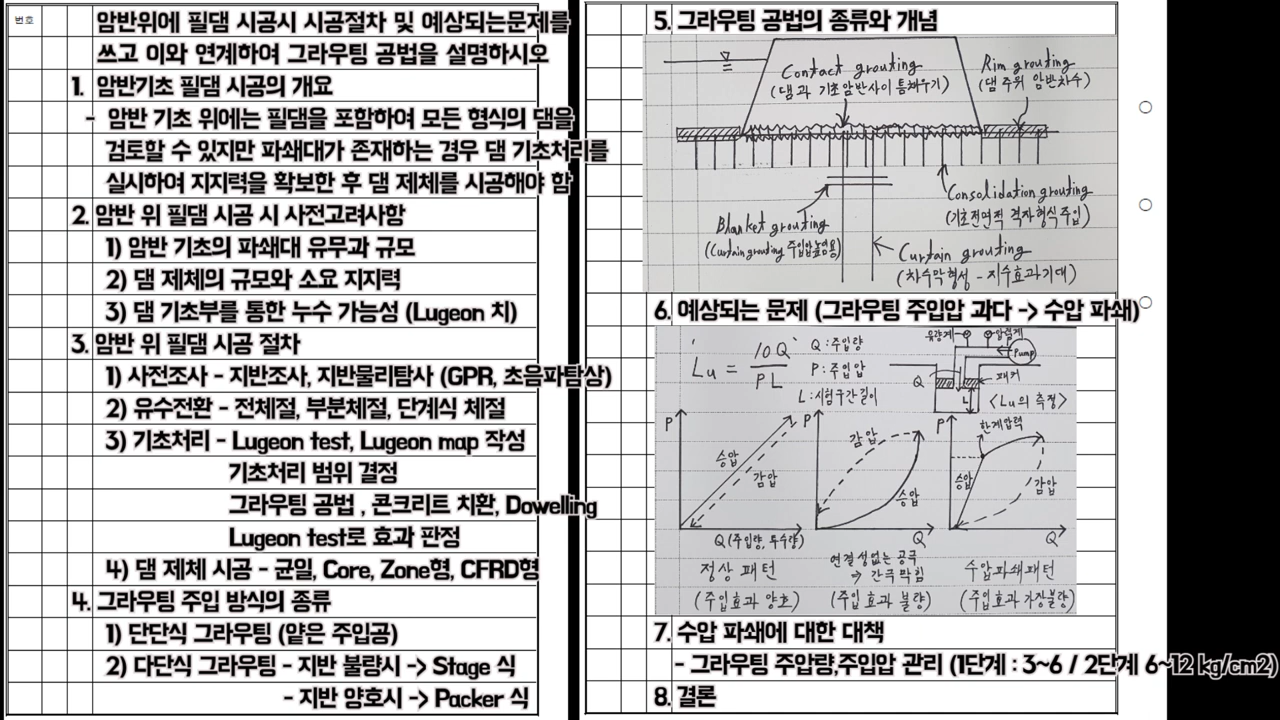 번호
암반위에 필댐 시공시 시공절차 및 예상되는문제를
쓰고 이와 연계하여 그라우팅 공법을 설명하시오
1. 암반기초 필댐 시공의 개요
- 암반 기초 위에는 필댐을 포함하여 모든 형식의 댐을
검토할 수 있지만 파쇄대가 존재하는 경우 댐 기초처리를
실시하여 지지력을 확보한 후 댐 제체를 시공해야 함
2. 암반 위 필댐 시공 시 사전고려사항
1) 암반 기초의 파쇄대 유무과 규모
2) 댐 제체의 규모와 소요 지지력
3) 댐 기초부를 통한 누수 가능성 (Lugeon 치)
3. 암반 위 필댐 시공 절차
1) 사전조사 - 지반조사, 지반물리탐사 (GPR, 초음파탐상)
2) 유수전환 - 전체절, 부분체절, 단계식 체절
3) 기초처리 - Lugeon test, Lugeon map 작성
기초처리 범위 결정
그라우팅 공법 , 콘크리트 치환, Dowelling
Lugeon test로 효과 판정
4) 댐 제체 시공 - 균일, Core, Zone형, CFRD형
4. 그라우팅 주입 방식의 종류
1) 단단식 그라우팅 (얕은 주입공)
2) 다단식 그라우팅 - 지반 불량시 -> Stage 식
- 지반 양호시 -> Packer 식
5. 그라우팅 공법의 종류와 개념
Contact grouting
(댐과 기초암반사이 틈채우기)
Rim grouting
(댐 주위 암반차수)
Consolidation grouting
(기초전면적 격자형식주입)
Blanket grouting
(Curtain grouting 주입압높임용)
Curtain grouting
(차수막형성 - 지수효과기대)
6. 예상되는 문제 (그라우팅 주입압 과다 -> 수압 파쇄)
Lu = 10Q / PL
Q : 주입량
P : 주입압
L : 시험구간길이
유량계
압력계
Pump
Q
패커
L
<Lu의 측정>
P
승압
감압
Q (주입량, 투수량)
정상 패턴
(주입효과 양호)
P
감압
승압
Q
연결성없는 공극
→ 간극막힘
(주입 효과 불량)
P
한계압력
승압
감압
Q
수압파쇄패턴
(주입효과 가장불량)
7. 수압 파쇄에 대한 대책
- 그라우팅 주압량,주입압 관리 (1단계 : 3~6 / 2단계 6~12 kg/cm2)
8. 결론